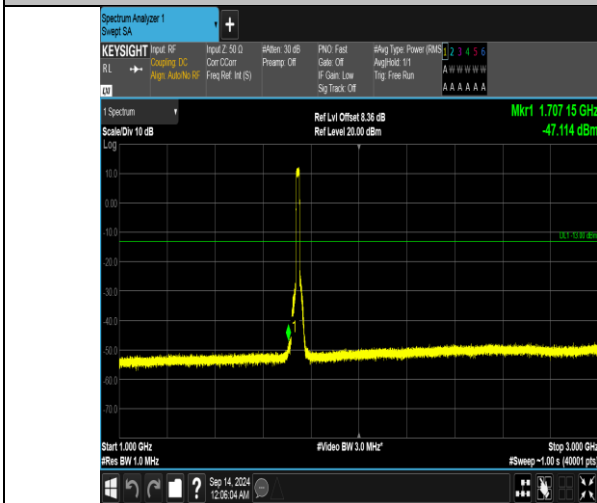 Spectrum Analyzer 1
Swept SA
+
KEYSIGHT Input: RF Input Z: 50 Ω #Atten: 30 dB PNO: Fast #Avg Type: Power (RMS 1 2 3 4 5 6
RL Coupling: DC Corr CCorr Preamp: Off Gate: Off Avg|Hold: 1/1 A W W W W W
Align: Auto/No RF Freq Ref: Int (S) IF Gain: Low Trig: Free Run
Sig Track: Off A A A A A A
1 Spectrum Ref Lvl Offset 8.36 dB Mkr1 1.707 15 GHz
Scale/Div 10 dB Ref Level 20.00 dBm -47.114 dBm
Log
10.0
0.00
-10.0
DL1 -13.00 dBm
-20.0
-30.0
-40.0
1
-50.0
-60.0
-70.0
Start 1.000 GHz #Video BW 3.0 MHz* Stop 3.000 GHz
#Res BW 1.0 MHz #Sweep ~1.00 s (40001 pts)
? Sep 14, 2024
12:06:04 AM